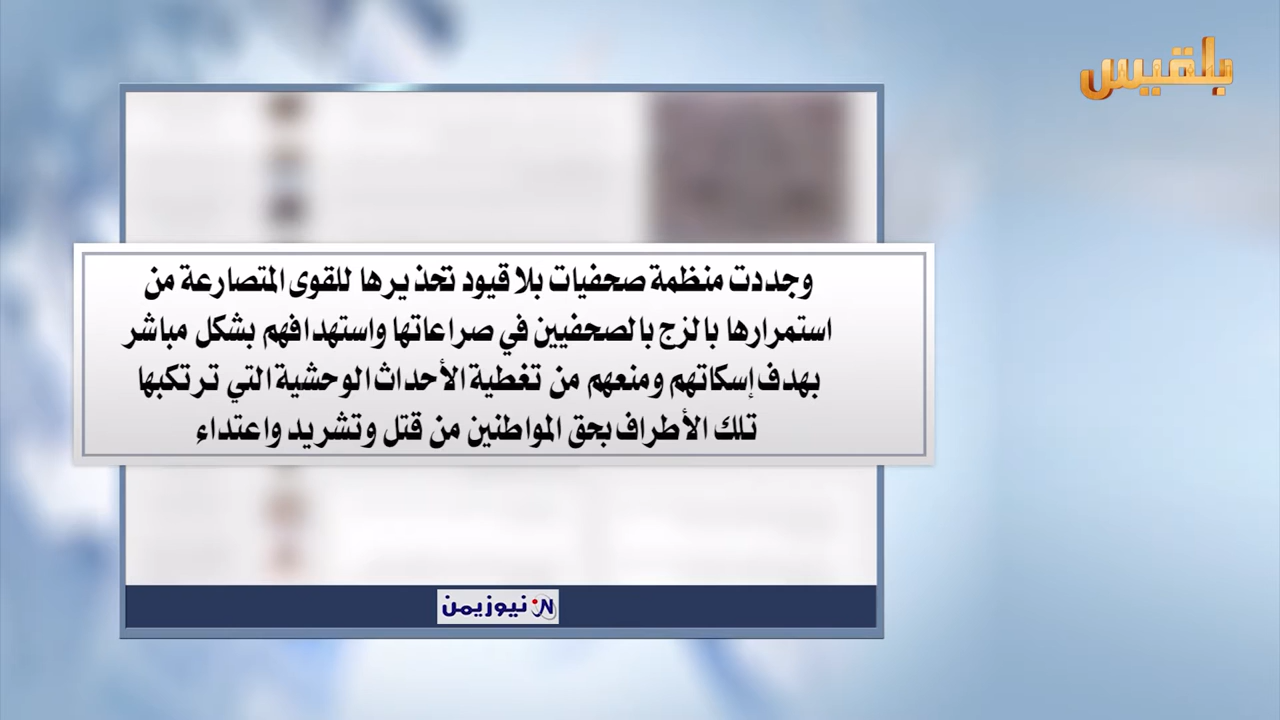 بلقيس
وجددت منظمة صحفيات بلا قيود تحذيرها للقوى المتصارعة من
استمرارها بالزج بالصحفيين في صراعاتها واستهدافهم بشكل مباشر
بهدف إسكاتهم ومنعهم من تغطية الأحداث الوحشية التي ترتكبها
تلك الأطراف بحق المواطنين من قتل وتشريد واعتداء
نيوزيمن